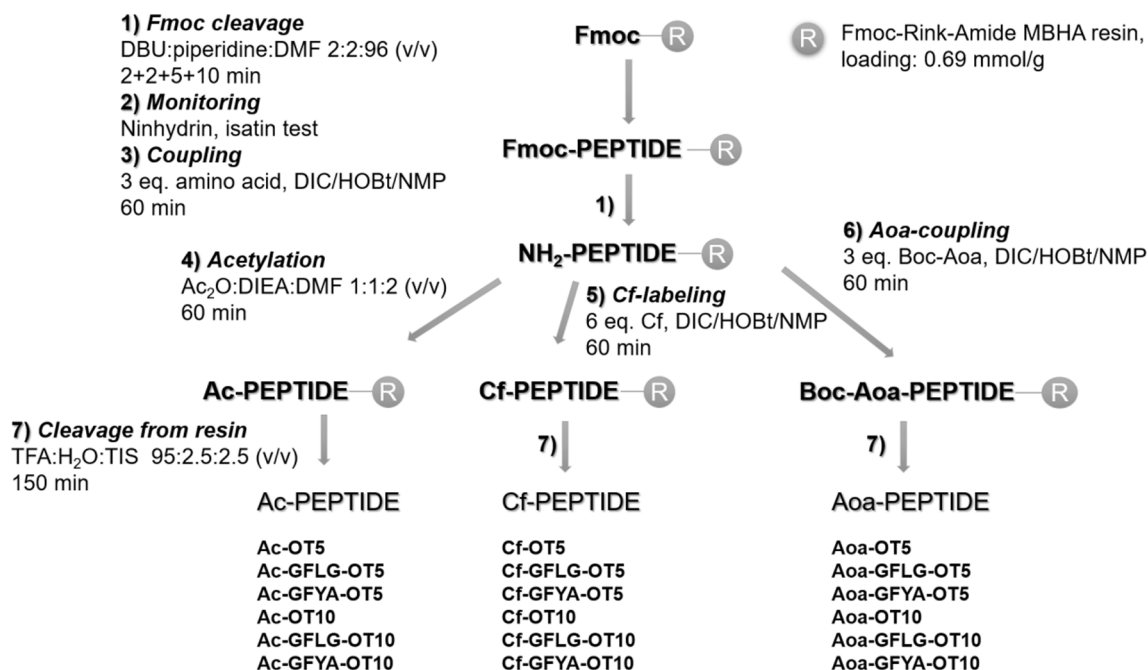 1) Fmoc cleavage
DBU:piperidine:DMF 2:2:96 (v/v)
2+2+5+10 min
2) Monitoring
Ninhydrin, isatin test
3) Coupling
3 eq. amino acid, DIC/HOBt/NMP
60 min
Fmoc R
R Fmoc-Rink-Amide MBHA resin,
loading: 0.69 mmol/g
Fmoc-PEPTIDE R
1)
NH₂-PEPTIDE R
4) Acetylation
Ac₂O:DIEA:DMF 1:1:2 (v/v)
60 min
5) Cf-labeling
6 eq. Cf, DIC/HOBt/NMP
60 min
6) Aoa-coupling
3 eq. Boc-Aoa, DIC/HOBt/NMP
60 min
Ac-PEPTIDE R
Cf-PEPTIDE R
Boc-Aoa-PEPTIDE R
7) Cleavage from resin
TFA:H₂O:TIS 95:2.5:2.5 (v/v)
150 min
7)
7)
Ac-PEPTIDE
Ac-OT5
Ac-GFLG-OT5
Ac-GFYA-OT5
Ac-OT10
Ac-GFLG-OT10
Ac-GFYA-OT10
Cf-PEPTIDE
Cf-OT5
Cf-GFLG-OT5
Cf-GFYA-OT5
Cf-OT10
Cf-GFLG-OT10
Cf-GFYA-OT10
Aoa-PEPTIDE
Aoa-OT5
Aoa-GFLG-OT5
Aoa-GFYA-OT5
Aoa-OT10
Aoa-GFLG-OT10
Aoa-GFYA-OT10